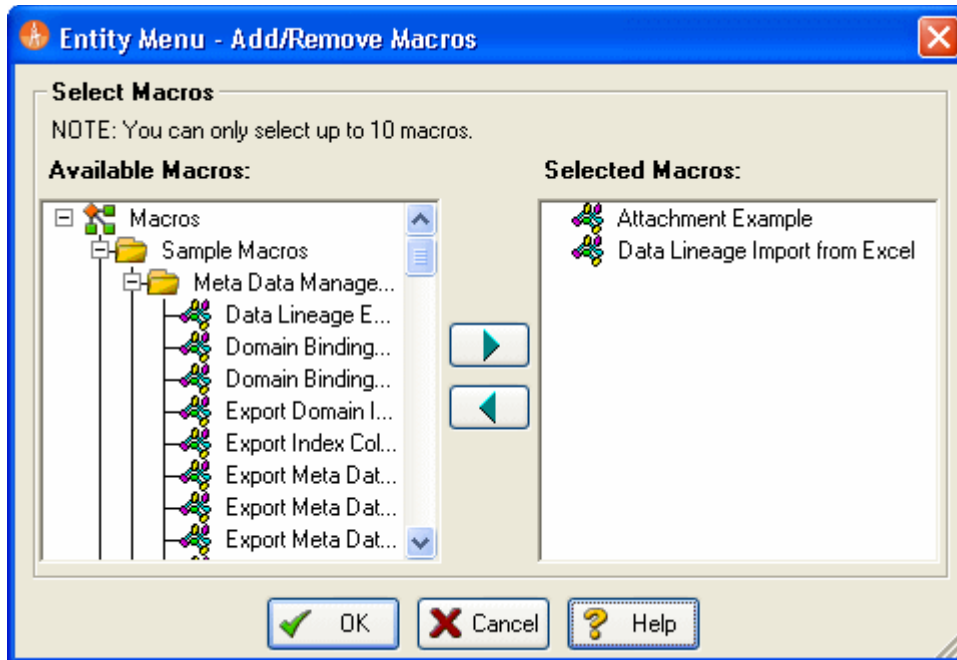 Entity Menu - Add/Remove Macros
Select Macros
NOTE: You can only select up to 10 macros.
Available Macros:
Selected Macros:
Macros
Sample Macros
Meta Data Manage...
Data Lineage E...
Domain Binding...
Domain Binding...
Export Domain I...
Export Index Col...
Export Meta Dat...
Export Meta Dat...
Export Meta Dat...
Attachment Example
Data Lineage Import from Excel
OK
Cancel
Help